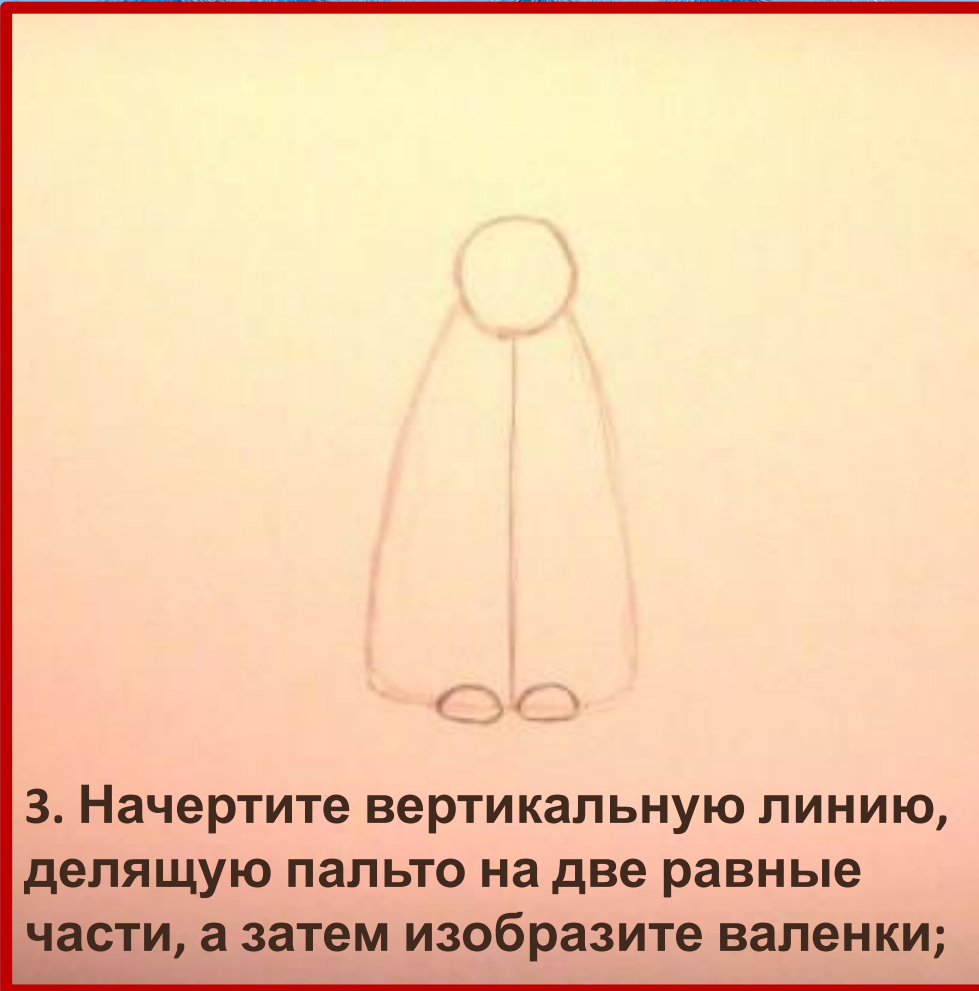 3. Начертите вертикальную линию,
делящую пальто на две равные
части, а затем изобразите валенки;